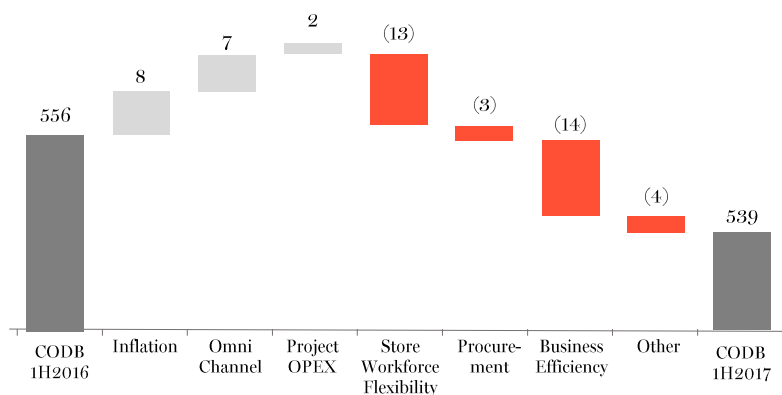 2
(13)
7
8
(3)
556
(14)
(4)
539
CODB
1H2016
Inflation
Omni
Channel
Project
OPEX
Store
Workforce
Flexibility
Procure-
ment
Business
Efficiency
Other
CODB
1H2017